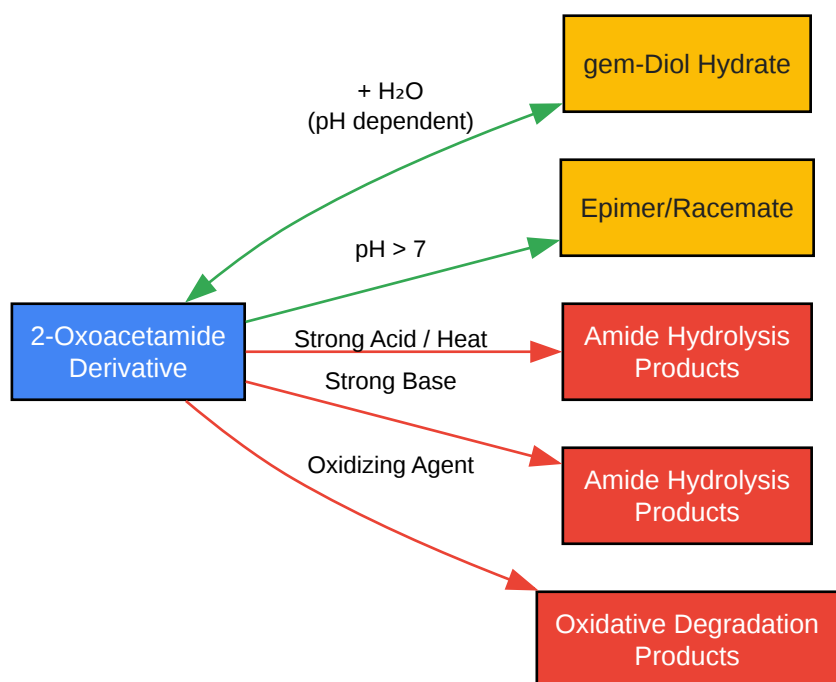 gem-Diol Hydrate
+ H₂O
(pH dependent)
Epimer/Racemate
pH > 7
2-Oxoacetamide
Derivative
Strong Acid / Heat
Amide Hydrolysis
Products
Strong Base
Amide Hydrolysis
Products
Oxidizing Agent
Oxidative Degradation
Products